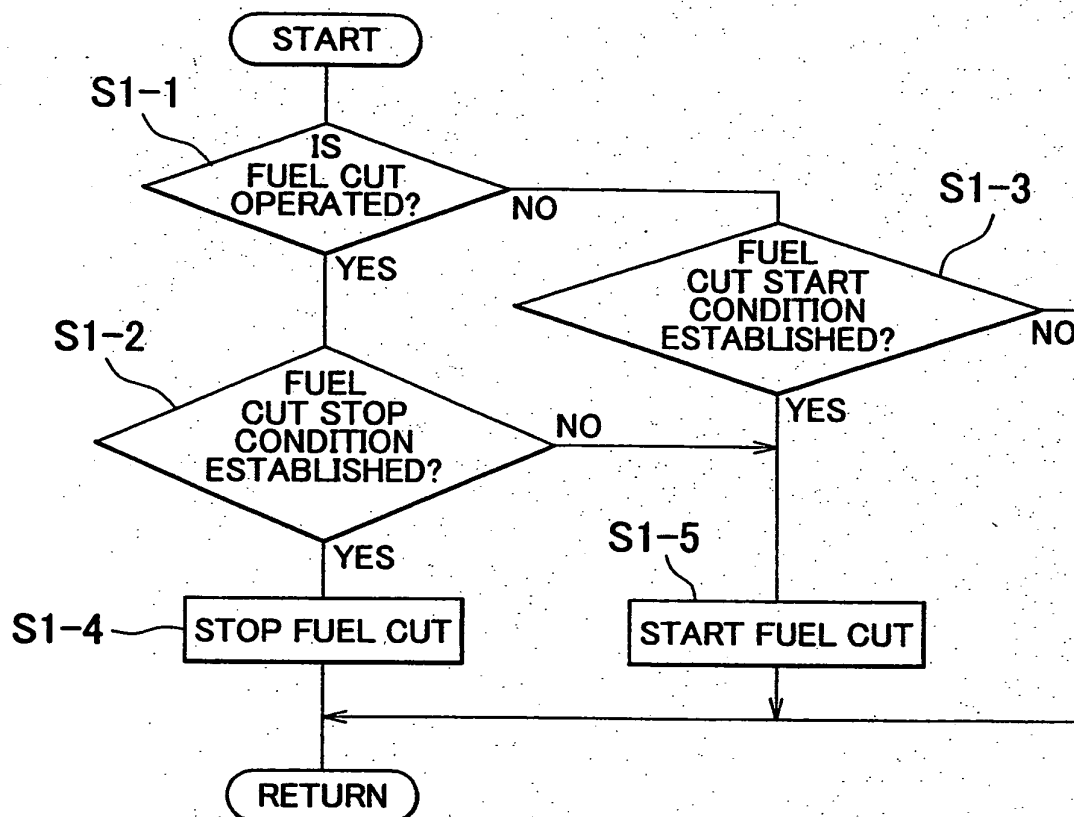 START
S1-1
IS
FUEL CUT
OPERATED?
NO
YES
S1-3
FUEL
CUT START
CONDITION
ESTABLISHED?
NO
YES
S1-2
FUEL
CUT STOP
CONDITION
ESTABLISHED?
NO
YES
S1-4
STOP FUEL CUT
S1-5
START FUEL CUT
RETURN